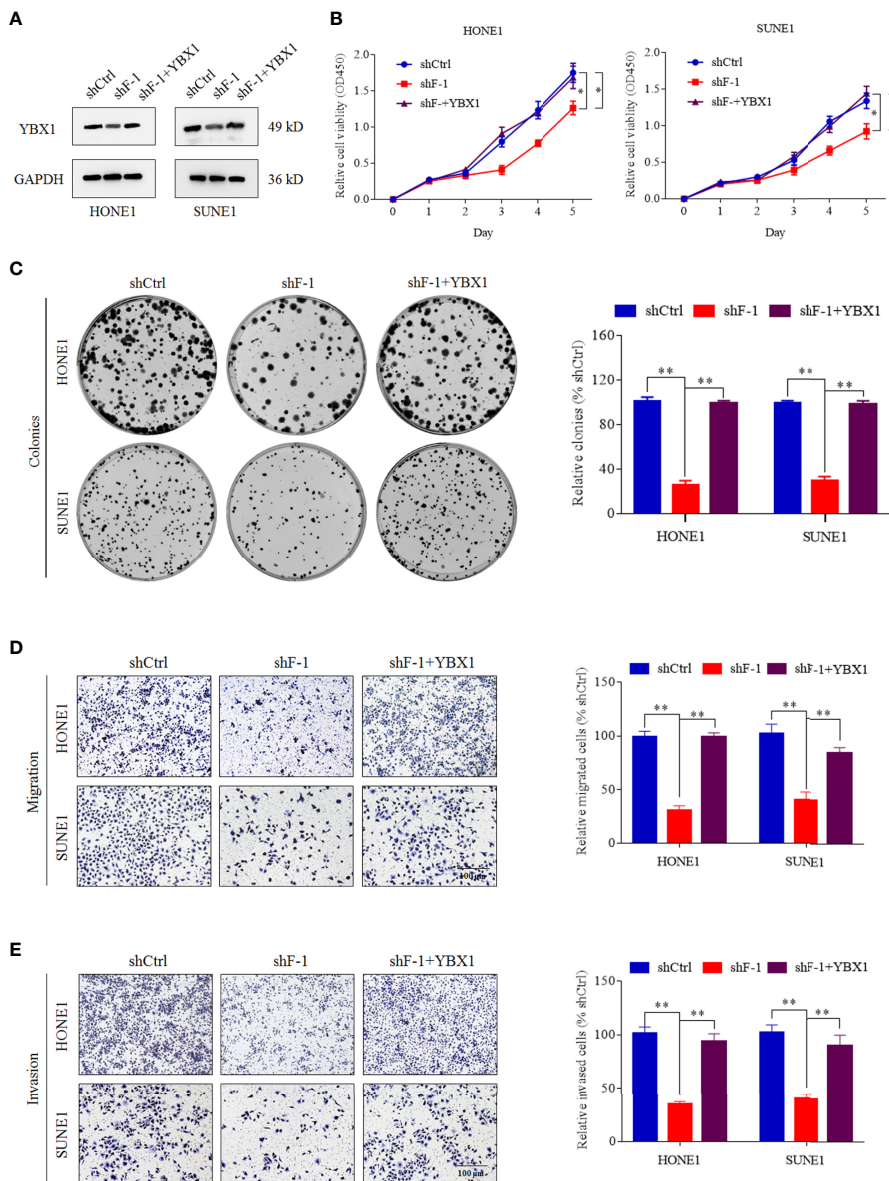 A
shCtrl
shF-1
shF-1+YBX1
shCtrl
shF-1
shF-1+YBX1
YBX1
49 kD
GAPDH
36 kD
HONE1
SUNE1
B
HONE1
Reltive cell viablity (OD450)
2.0
1.5
1.0
0.5
0.0
shCtrl
shF-1
shF-+YBX1
*
*
0 1 2 3 4 5
Day
SUNE1
Reltive cell viablity (OD450)
2.0
1.5
1.0
0.5
0.0
shCtrl
shF-1
shF-+YBX1
*
0 1 2 3 4 5
Day
C
shCtrl
shF-1
shF-1+YBX1
Colonies
HONE1
SUNE1
shCtrl
shF-1
shF-1+YBX1
Relative clonies (% shCtrl)
160
120
80
40
0
**
**
**
**
HONE1
SUNE1
D
shCtrl
shF-1
shF-1+YBX1
Migration
HONE1
SUNE1
100 μm
shCtrl
shF-1
shF-1+YBX1
Relative migrated cells (% shCtrl)
150
100
50
0
**
**
**
**
HONE1
SUNE1
E
shCtrl
shF-1
shF-1+YBX1
Invasion
HONE1
SUNE1
100 μm
shCtrl
shF-1
shF-1+YBX1
Relative invased cells (% shCtrl)
150
100
50
0
**
**
**
**
HONE1
SUNE1